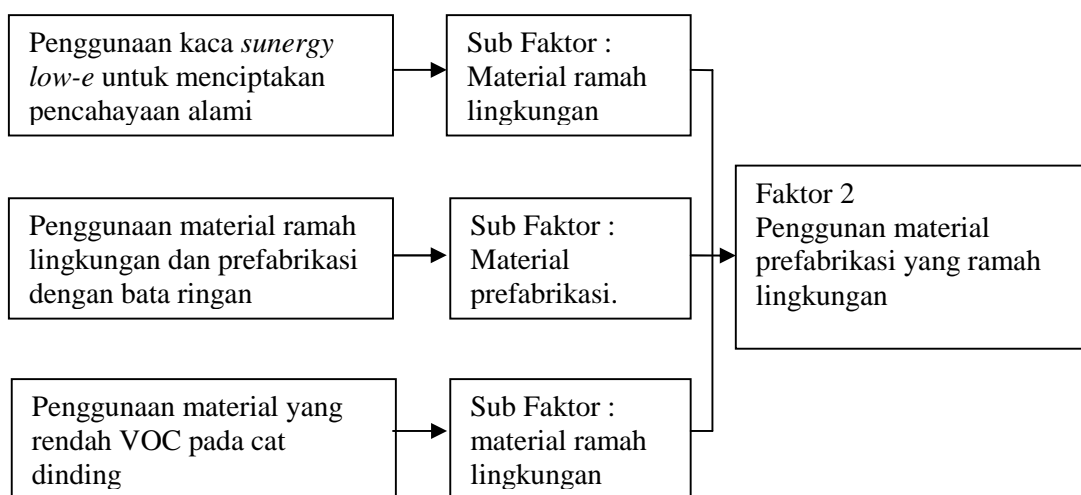 Penggunaan kaca sunergy
low-e untuk menciptakan
pencahayaan alami
Sub Faktor :
Material ramah
lingkungan
Penggunaan material ramah
lingkungan dan prefabrikasi
dengan bata ringan
Sub Faktor :
Material
prefabrikasi.
Faktor 2
Penggunan material
prefabrikasi yang ramah
lingkungan
Penggunaan material yang
rendah VOC pada cat
dinding
Sub Faktor :
material ramah
lingkungan